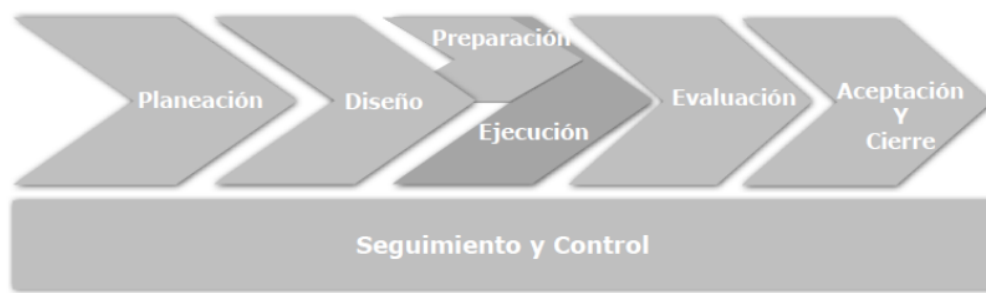 Planeación
Diseño
Preparación
Ejecución
Evaluación
Aceptación
Y
Cierre
Seguimiento y Control